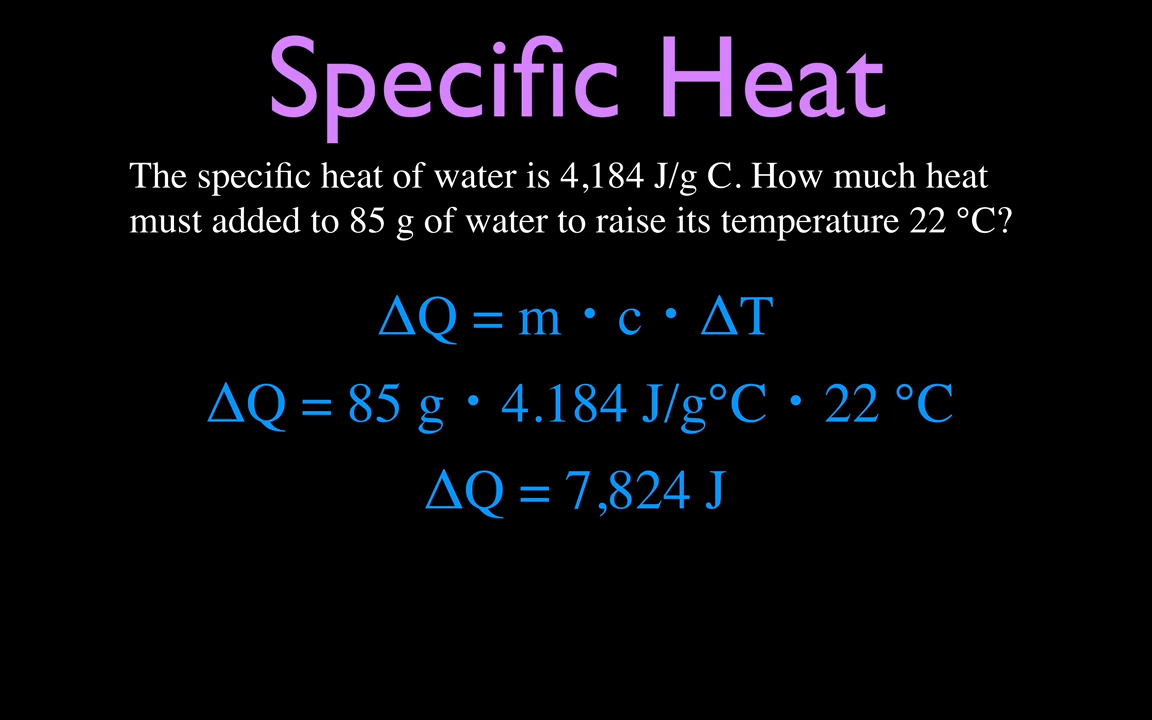 Specific Heat
The specific heat of water is 4,184 J/g C. How much heat
must added to 85 g of water to raise its temperature 22 °C?
ΔQ = m · c · ΔT
ΔQ = 85 g · 4.184 J/g°C · 22 °C
ΔQ = 7,824 J